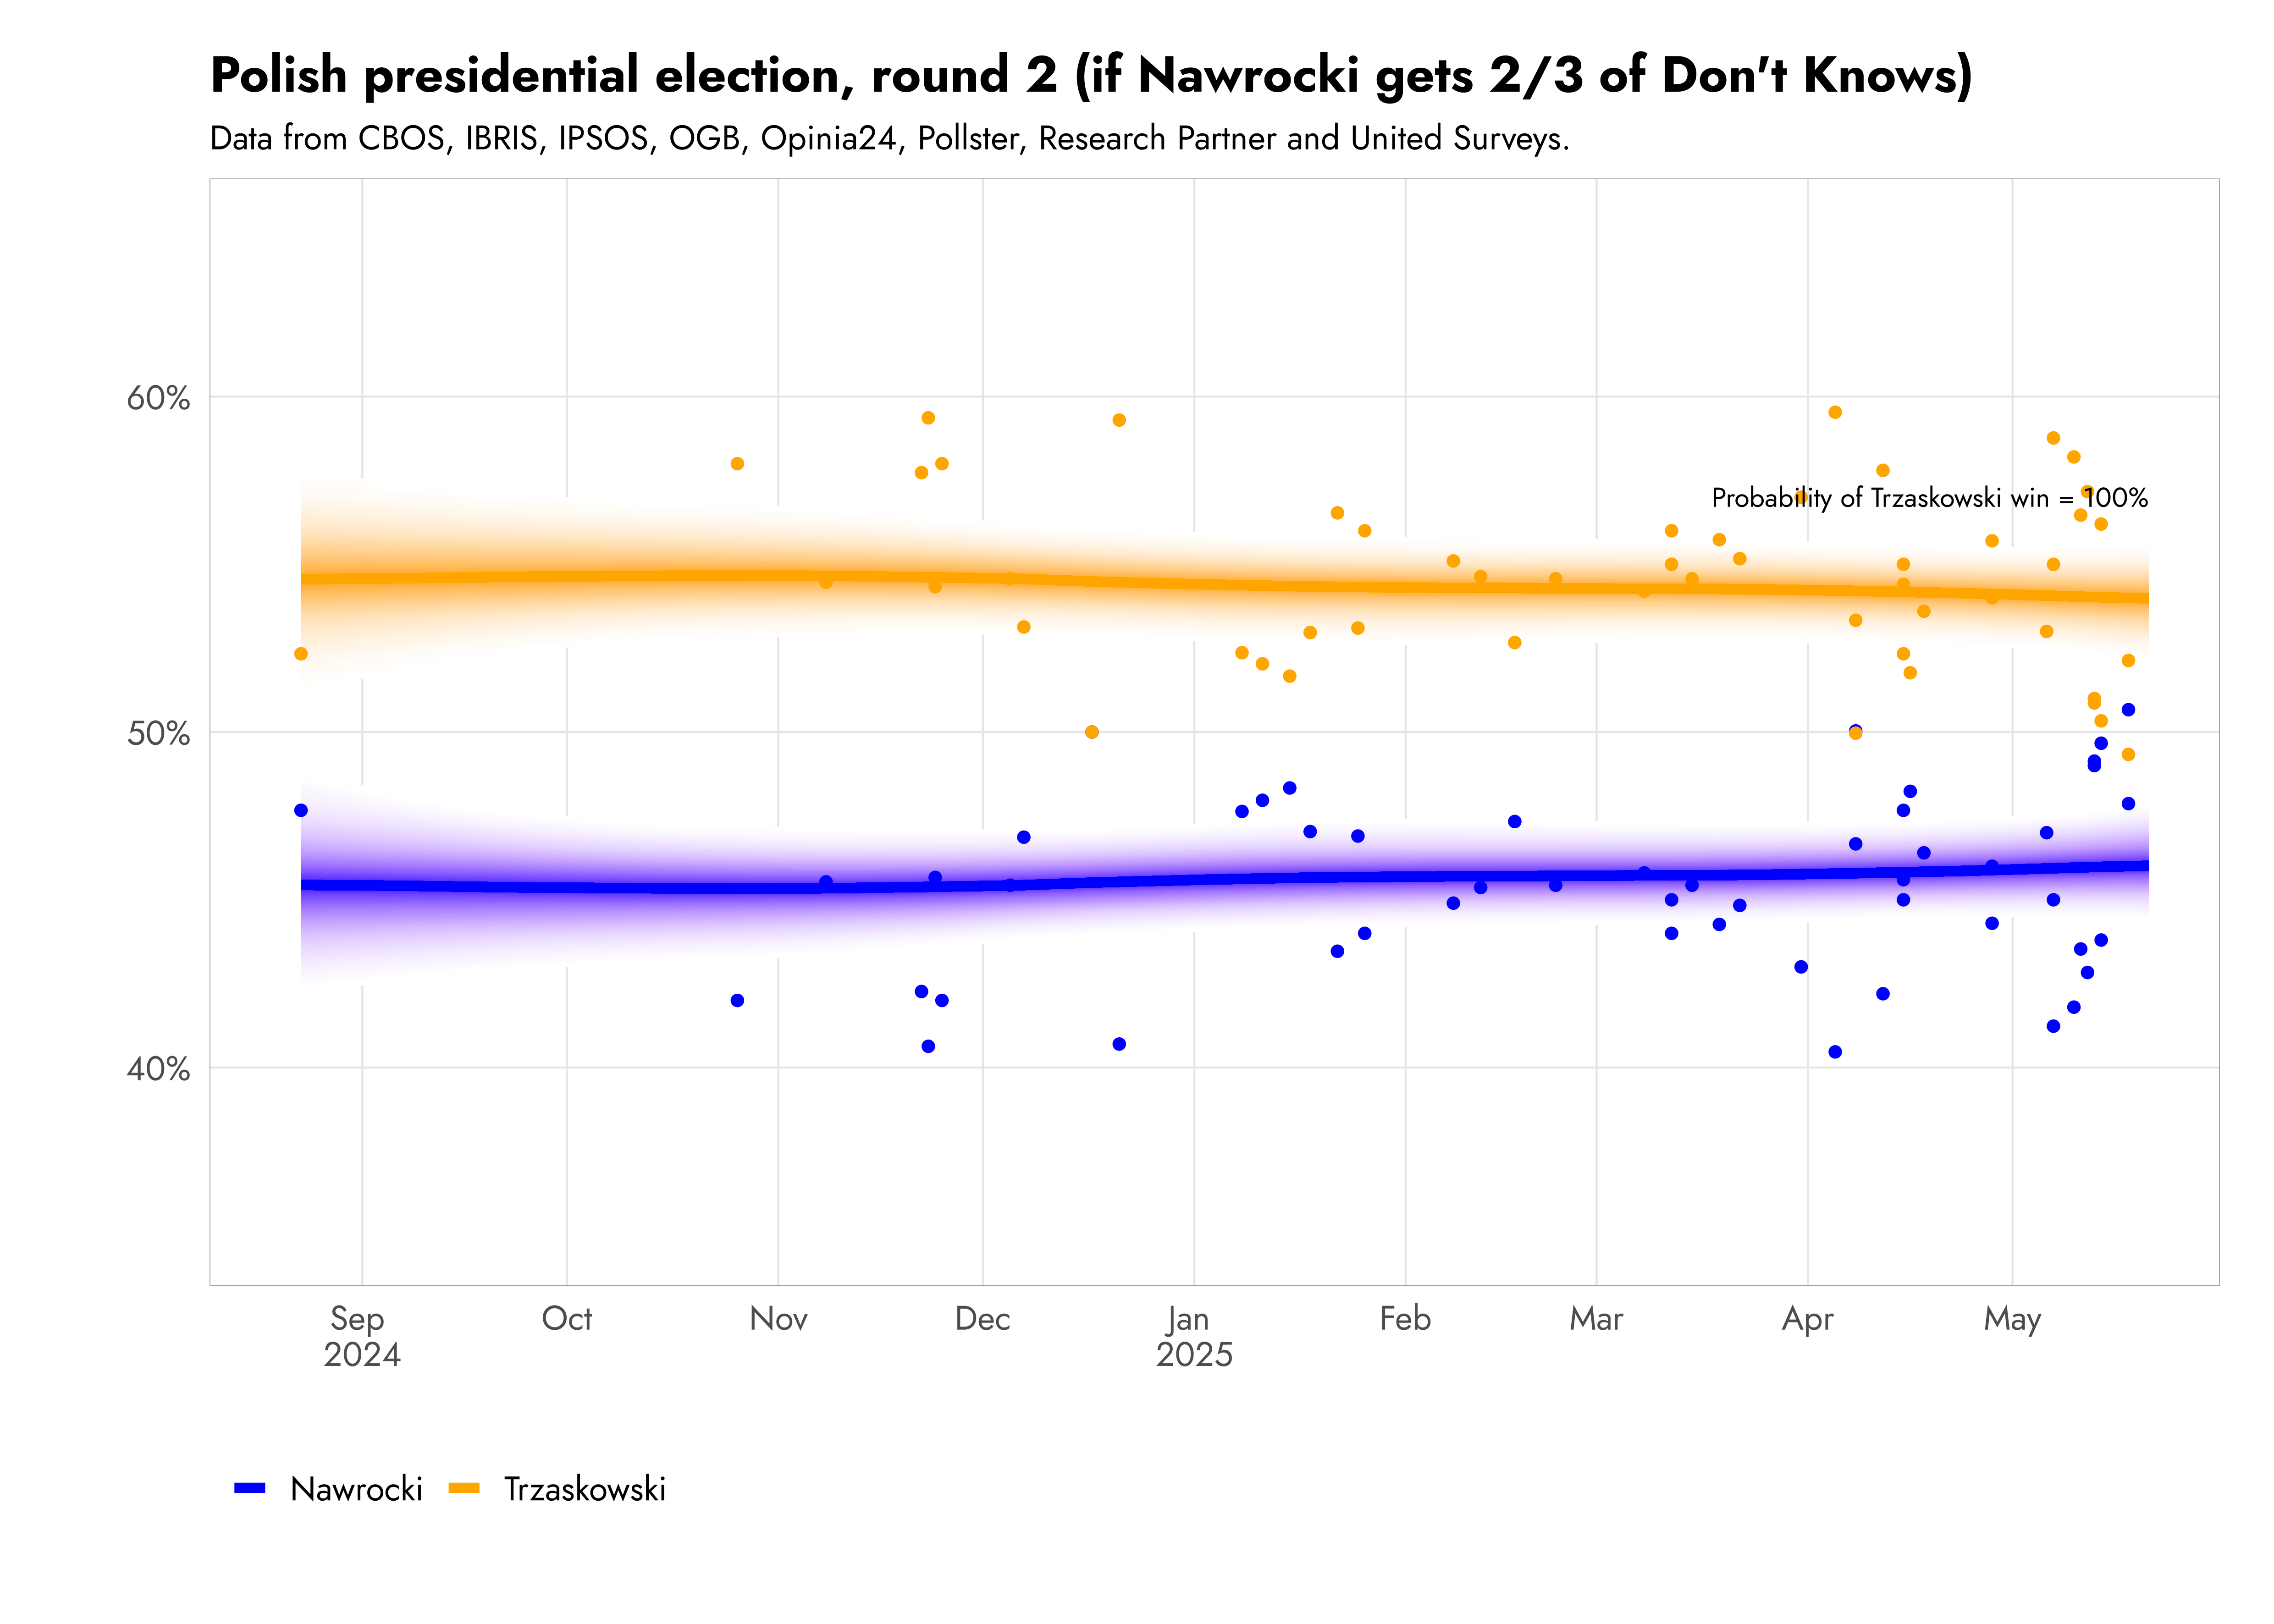 Polish presidential election, round 2 (if Nawrocki gets 2/3 of Don’t Knows)
Data from CBOS, IBRIS, IPSOS, OGB, Opinia24, Pollster, Research Partner and United Surveys.
60%
Probability of Trzaskowski win = 100%
50%
40%
Sep Oct Nov Dec Jan Feb Mar Apr May
2024 2025
Nawrocki Trzaskowski